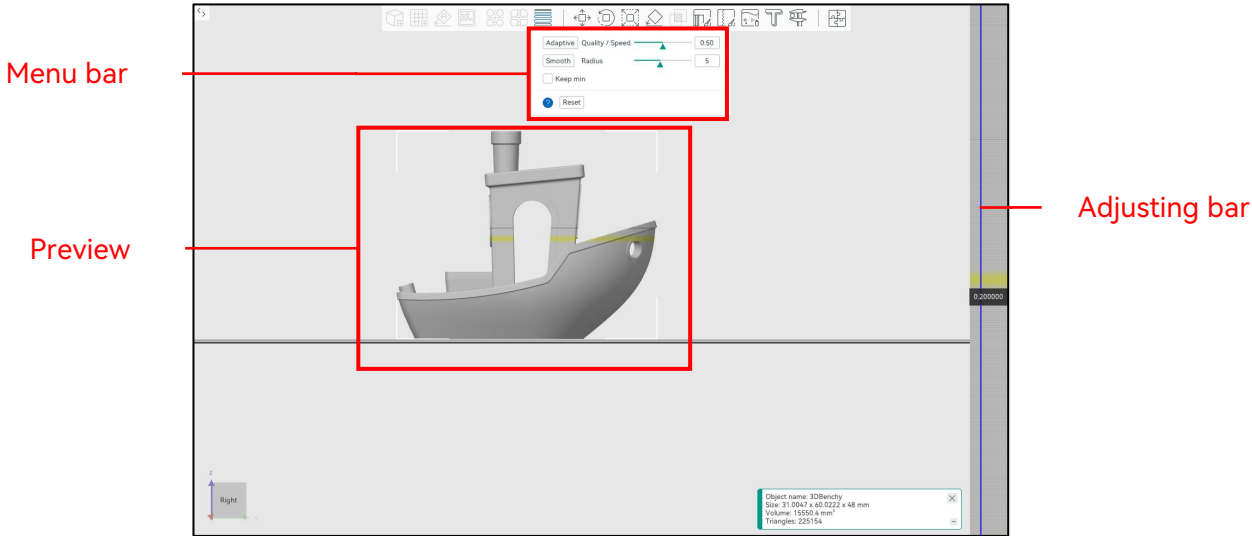 Menu bar
Adaptive Quality / Speed 0.50
Smooth Radius 5
Keep min
? Reset
Preview
Adjusting bar
0.200000
z
Right
Object name: 3DBenchy
Size: 31.0047 x 60.0222 x 48 mm
Volume: 15550.4 mm³
Triangles: 225154